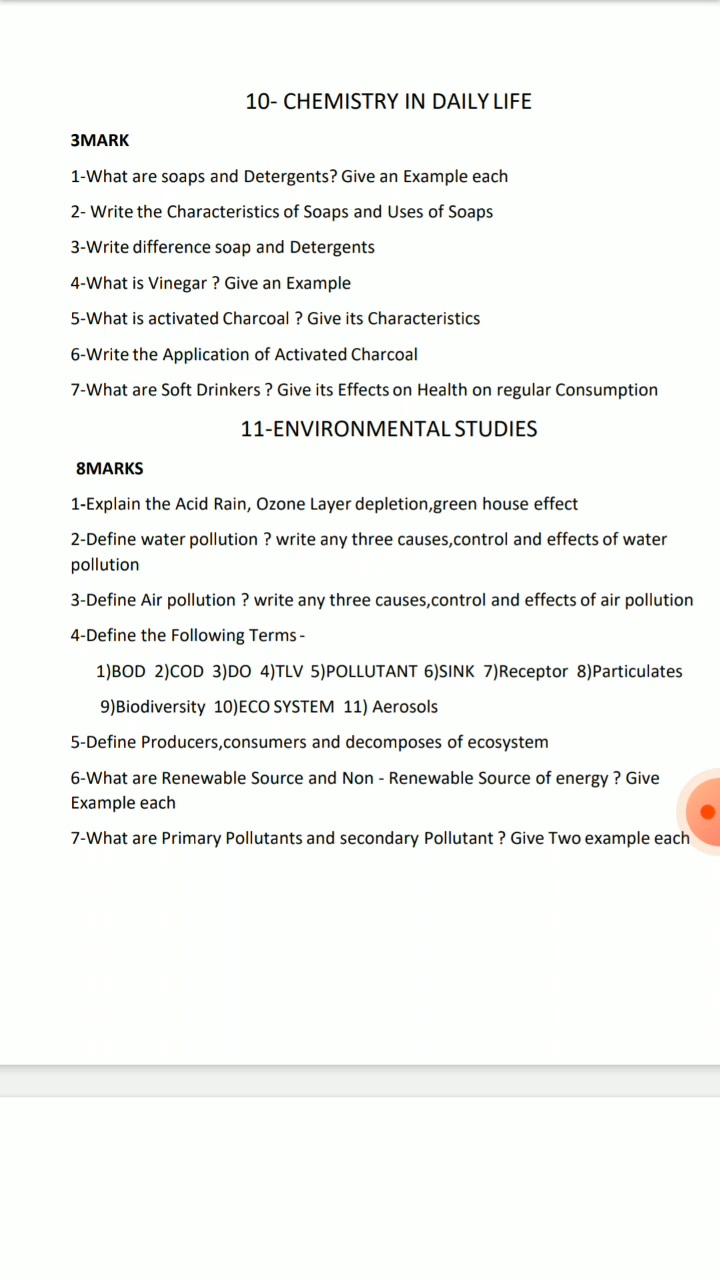 10- CHEMISTRY IN DAILY LIFE
3MARK
1-What are soaps and Detergents? Give an Example each
2- Write the Characteristics of Soaps and Uses of Soaps
3-Write difference soap and Detergents
4-What is Vinegar ? Give an Example
5-What is activated Charcoal ? Give its Characteristics
6-Write the Application of Activated Charcoal
7-What are Soft Drinkers ? Give its Effects on Health on regular Consumption
11-ENVIRONMENTAL STUDIES
8MARKS
1-Explain the Acid Rain, Ozone Layer depletion,green house effect
2-Define water pollution ? write any three causes,control and effects of water
pollution
3-Define Air pollution ? write any three causes,control and effects of air pollution
4-Define the Following Terms -
1)BOD 2)COD 3)DO 4)TLV 5)POLLUTANT 6)SINK 7)Receptor 8)Particulates
9)Biodiversity 10)ECO SYSTEM 11) Aerosols
5-Define Producers,consumers and decomposes of ecosystem
6-What are Renewable Source and Non - Renewable Source of energy ? Give
Example each
7-What are Primary Pollutants and secondary Pollutant ? Give Two example each